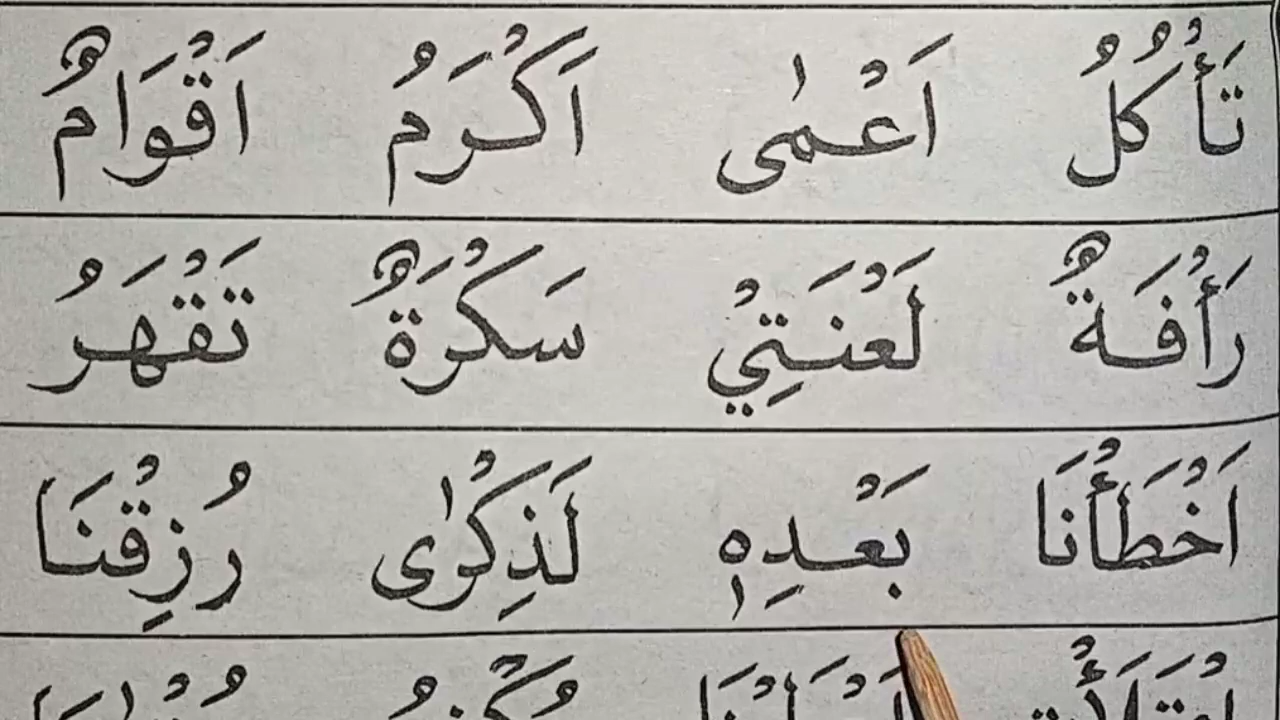 تَأْكُلُ اَعْمٰى اَكْرَمُ اَقْوَامٌ
رَأْفَةٌ لَعْنَتِيْ سَكْرَةٌ تَقْهَرُ
اَخْطَأْنَا بَعْدِهٖ لَذِكْرٰى رُزِقْنَا